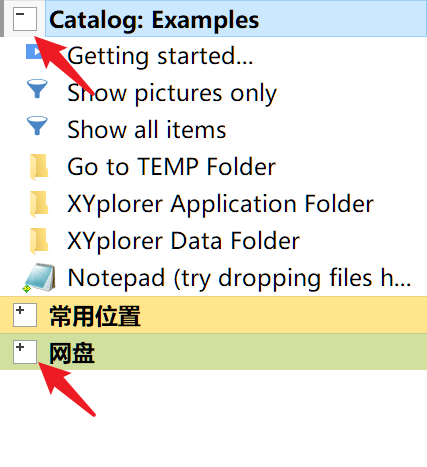 Catalog: Examples
Getting started...
Show pictures only
Show all items
Go to TEMP Folder
XYplorer Application Folder
XYplorer Data Folder
Notepad (try dropping files h...
常用位置
网盘